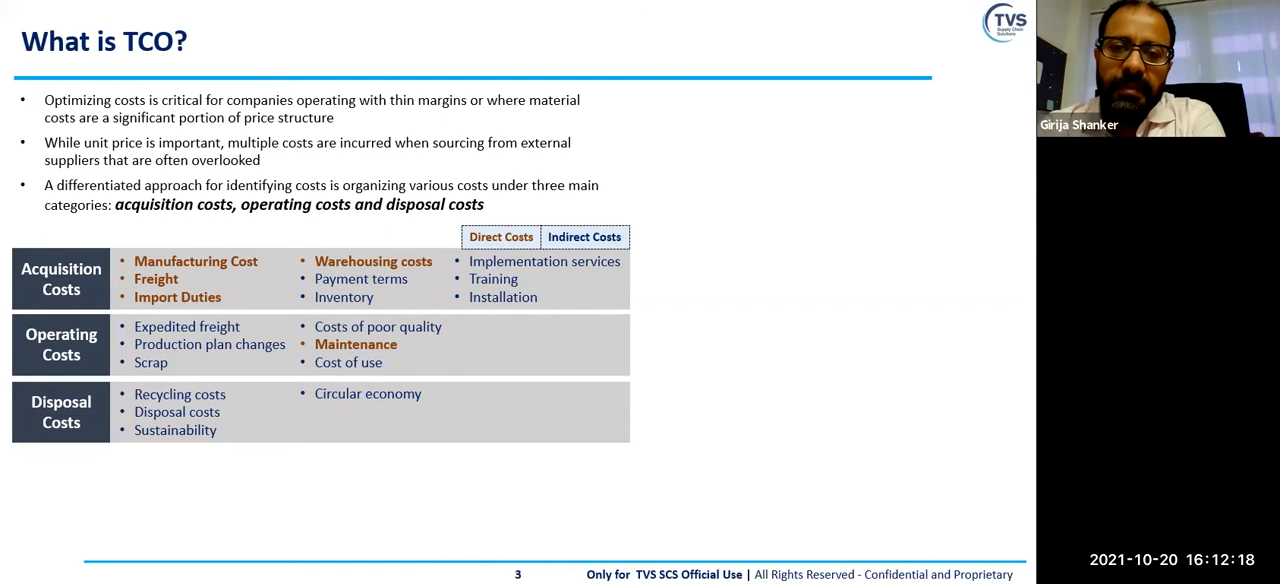 What is TCO?
TVS
Supply Chain
Solutions
Girija Shanker
• Optimizing costs is critical for companies operating with thin margins or where material
costs are a significant portion of price structure
• While unit price is important, multiple costs are incurred when sourcing from external
suppliers that are often overlooked
• A differentiated approach for identifying costs is organizing various costs under three main
categories: acquisition costs, operating costs and disposal costs
Direct Costs Indirect Costs
Acquisition
Costs
• Manufacturing Cost
• Freight
• Import Duties
• Warehousing costs
• Payment terms
• Inventory
• Implementation services
• Training
• Installation
Operating
Costs
• Expedited freight
• Production plan changes
• Scrap
• Costs of poor quality
• Maintenance
• Cost of use
Disposal
Costs
• Recycling costs
• Disposal costs
• Sustainability
• Circular economy
2021-10-20 16:12:18
3 Only for TVS SCS Official Use | All Rights Reserved - Confidential and Proprietary